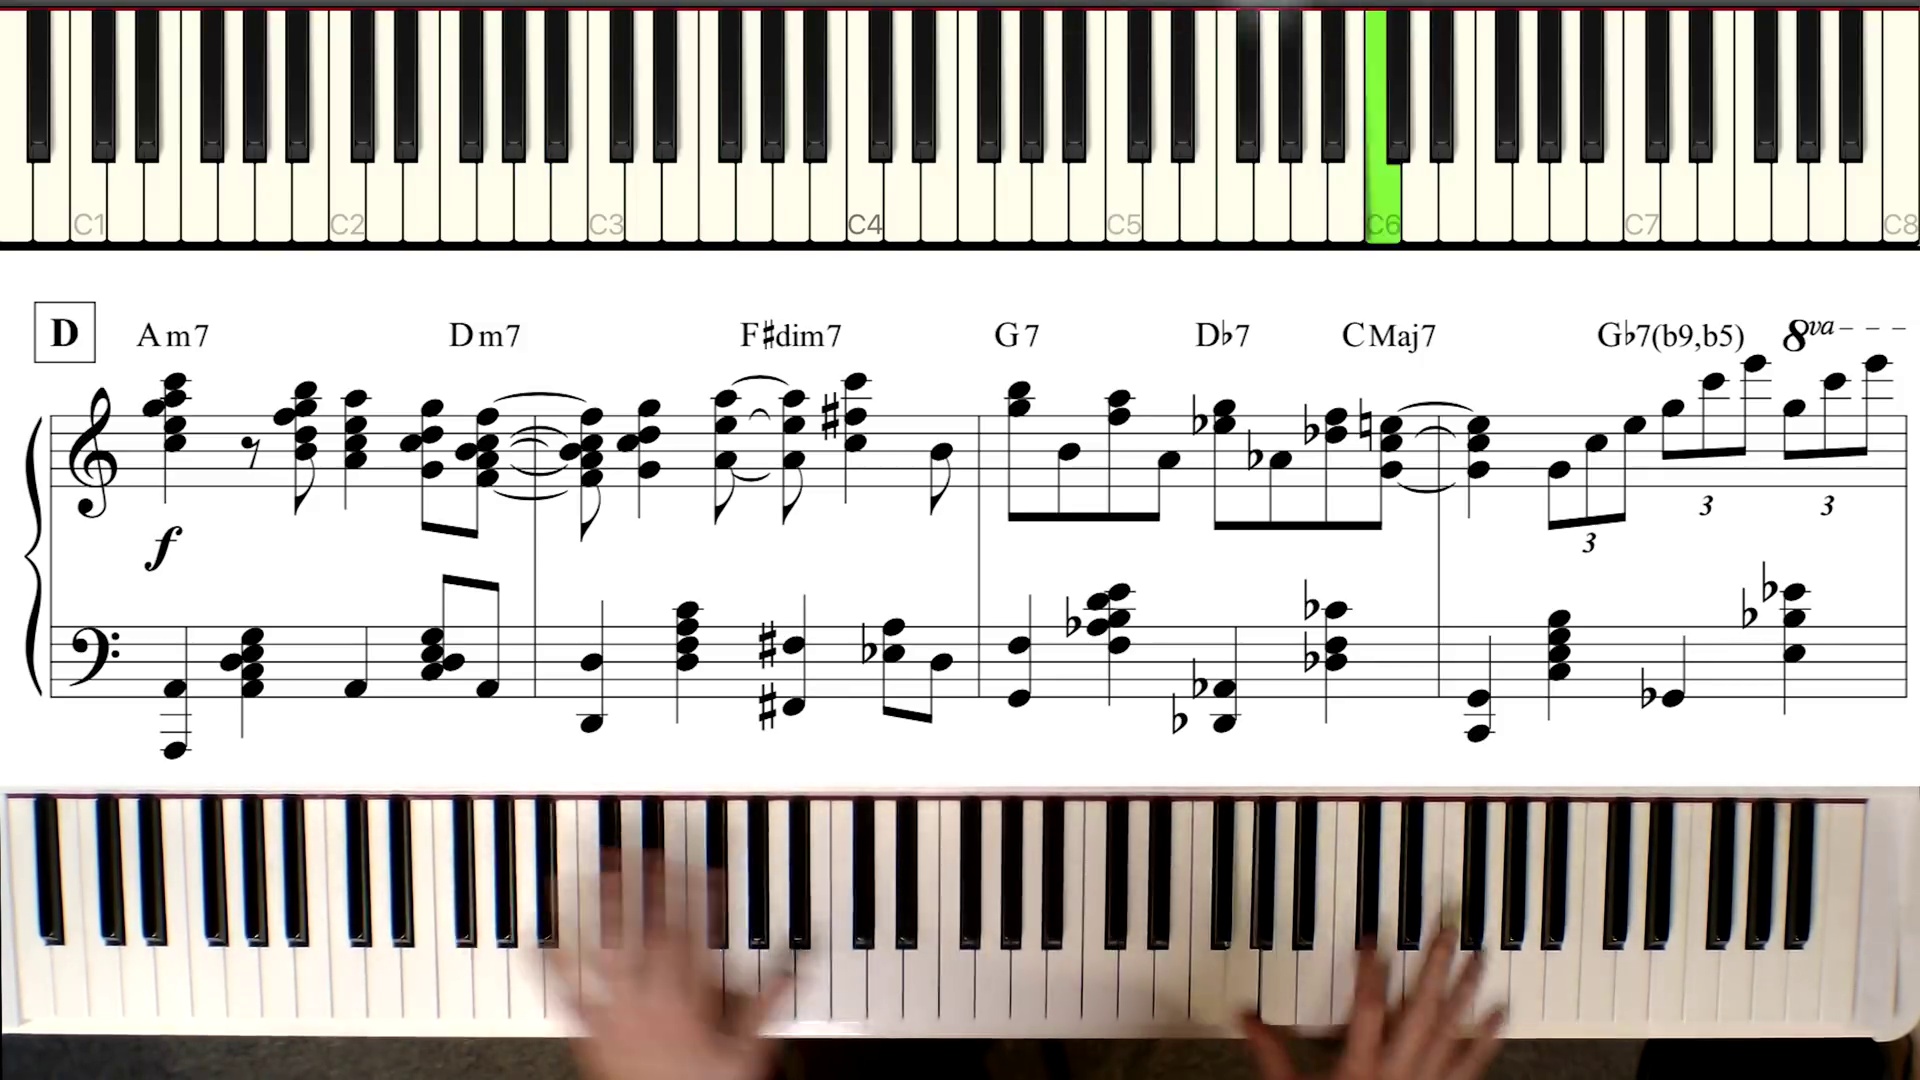 C1 C2 C3 C4 C5 C6 C7 C8
D Am7 Dm7 F♯dim7 G7 D♭7 CMaj7 G♭7(b9,b5) 8va
3 3
f
3